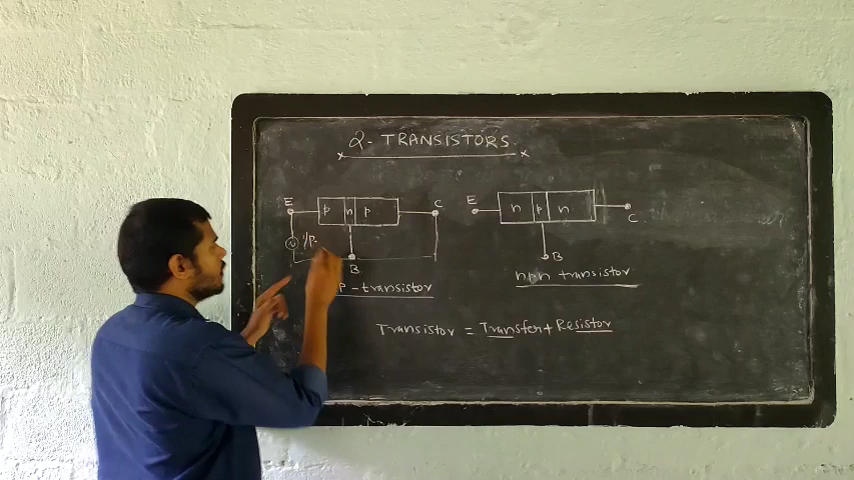 2- TRANSISTORS
E
p n p
C
I/P
B
p-transistor
E
n p n
C
B
npn transistor
Transistor = Transfer + Resistor